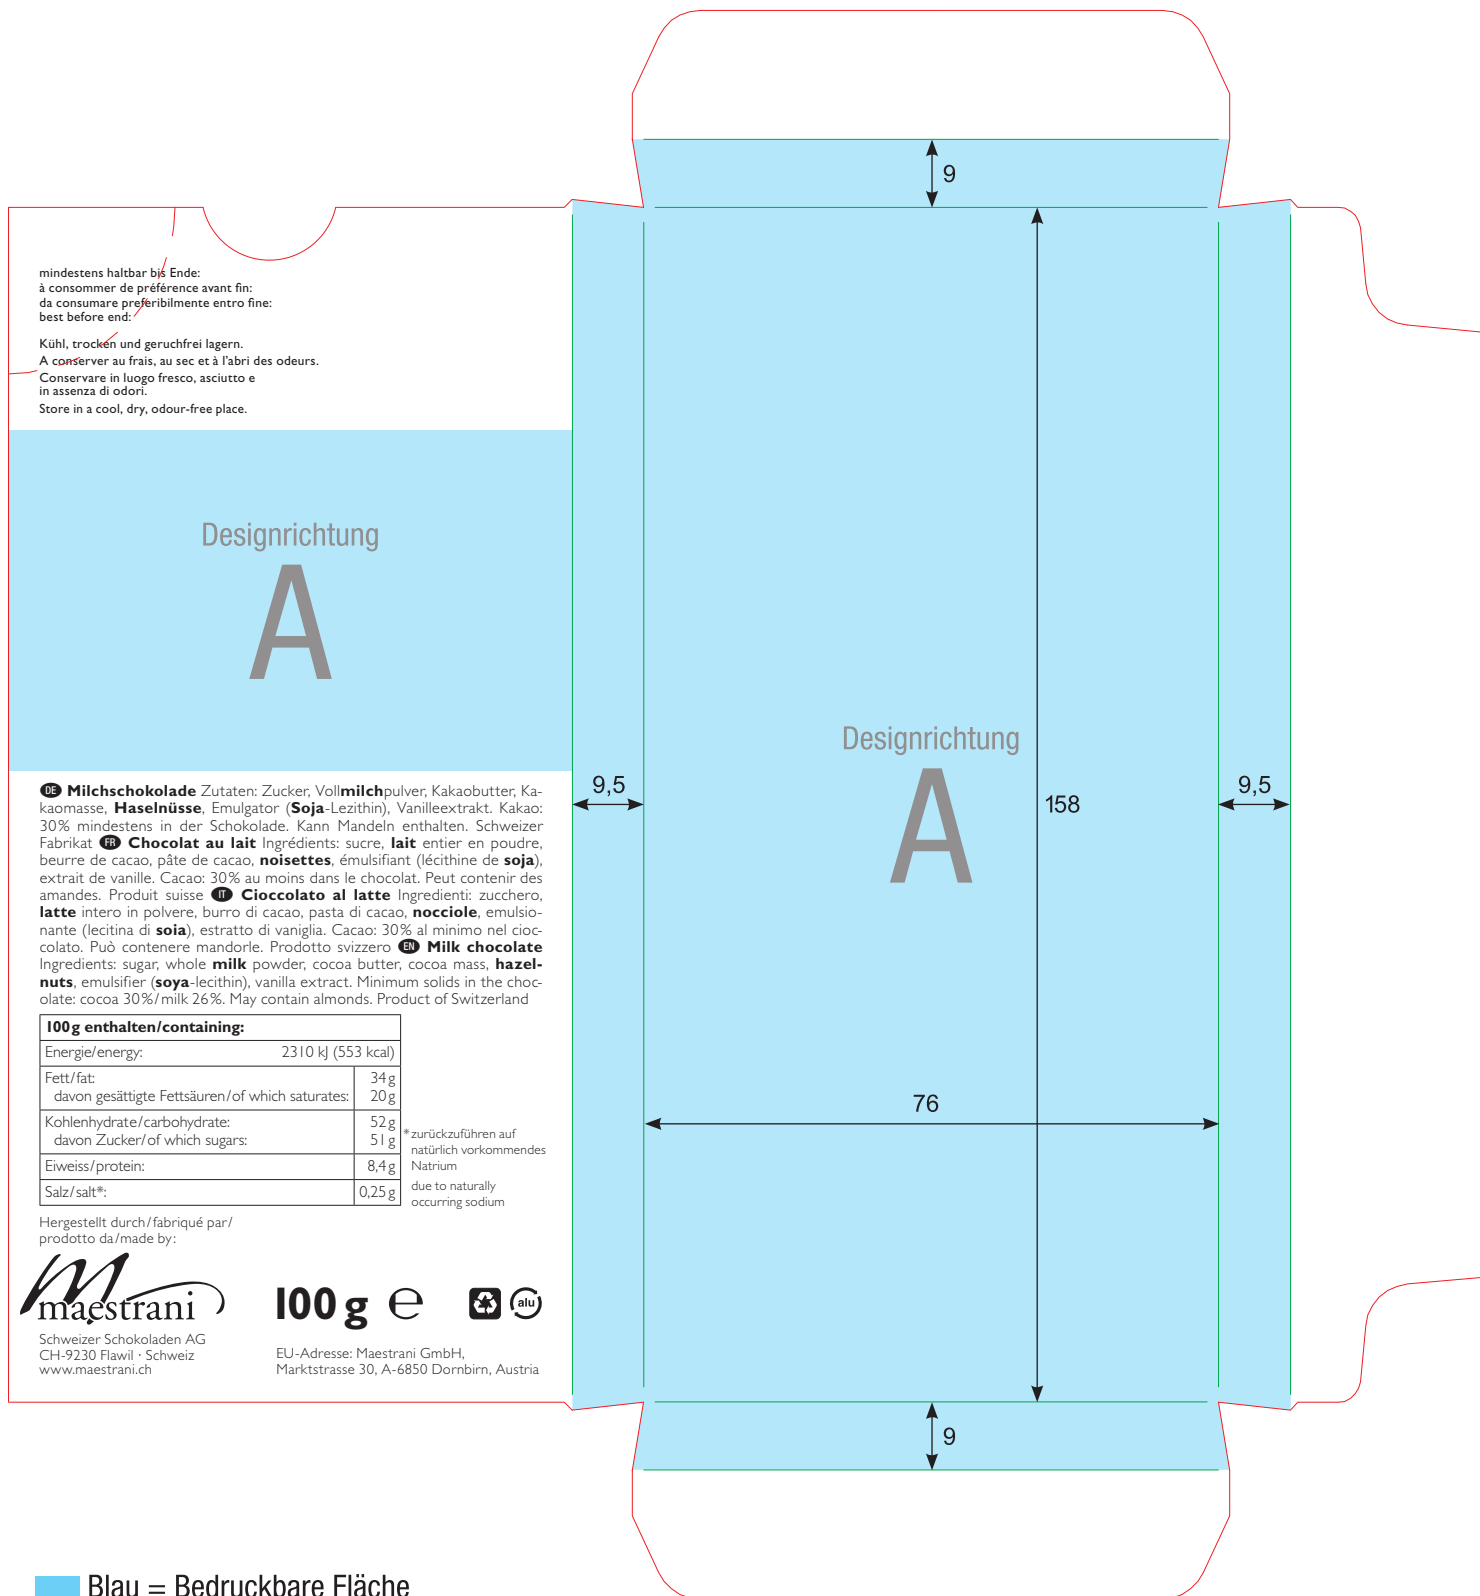 9
mindestens haltbar bis Ende:
à consommer de préférence avant fin:
da consumare preferibilmente entro fine:
best before end:
Kühl, trocken und geruchfrei lagern.
A conserver au frais, au sec et à l'abri des odeurs.
Conservare in luogo fresco, asciutto e
in assenza di odori.
Store in a cool, dry, odour-free place.
Designrichtung
A
Designrichtung
A
9,5
158
9,5
76
DE Milchschokolade Zutaten: Zucker, Vollmilchpulver, Kakaobutter, Ka-
kaomasse, Haselnüsse, Emulgator (Soja-Lezithin), Vanilleextrakt. Kakao:
30% mindestens in der Schokolade. Kann Mandeln enthalten. Schweizer
Fabrikat FR Chocolat au lait Ingrédients: sucre, lait entier en poudre,
beurre de cacao, pâte de cacao, noisettes, émulsifiant (lécithine de soja),
extrait de vanille. Cacao: 30% au moins dans le chocolat. Peut contenir des
amandes. Produit suisse IT Cioccolato al latte Ingredienti: zucchero,
latte intero in polvere, burro di cacao, pasta di cacao, nocciole, emulsio-
nante (lecitina di soia), estratto di vaniglia. Cacao: 30% al minimo nel cioc-
colato. Può contenere mandorle. Prodotto svizzero EN Milk chocolate
Ingredients: sugar, whole milk powder, cocoa butter, cocoa mass, hazel-
nuts, emulsifier (soya-lecithin), vanilla extract. Minimum solids in the choc-
olate: cocoa 30%/milk 26%. May contain almonds. Product of Switzerland
100g enthalten/containing:
Energie/energy: 2310 kJ (553 kcal)
Fett/fat: 34g
davon gesättigte Fettsäuren/of which saturates: 20g
Kohlenhydrate/carbohydrate: 52g
davon Zucker/of which sugars: 51g
Eiweiss/protein: 8,4g
Salz/salt*: 0,25g
*zurückzuführen auf
natürlich vorkommendes
Natrium
due to naturally
occurring sodium
Hergestellt durch/fabriqué par/
prodotto da/made by:
maestrani
Schweizer Schokoladen AG
CH-9230 Flawil · Schweiz
www.maestrani.ch
100 g ℮
alu
EU-Adresse: Maestrani GmbH,
Marktstrasse 30, A-6850 Dornbirn, Austria
9
Blau = Bedruckbare Fläche